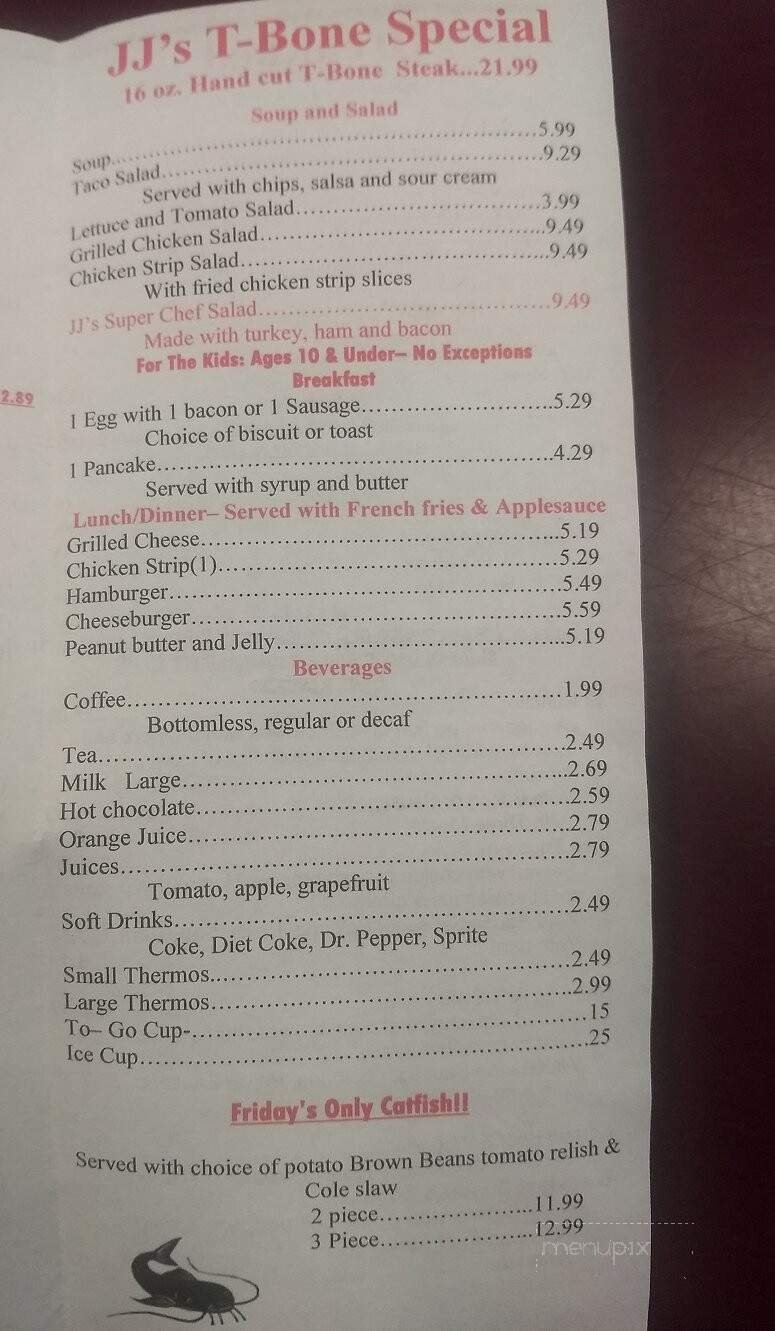 JJ's T-Bone Special
16 oz. Hand cut T-Bone Steak...21.99
Soup and Salad
Soup..........5.99
Taco Salad..........9.29
Served with chips, salsa and sour cream
Lettuce and Tomato Salad..........3.99
Grilled Chicken Salad..........9.49
Chicken Strip Salad..........9.49
With fried chicken strip slices
JJ's Super Chef Salad..........9.49
Made with turkey, ham and bacon
For The Kids: Ages 10 & Under– No Exceptions
Breakfast
2.89
1 Egg with 1 bacon or 1 Sausage..........5.29
Choice of biscuit or toast
1 Pancake..........4.29
Served with syrup and butter
Lunch/Dinner– Served with French fries & Applesauce
Grilled Cheese..........5.19
Chicken Strip(1)..........5.29
Hamburger..........5.49
Cheeseburger..........5.59
Peanut butter and Jelly..........5.19
Beverages
Coffee..........1.99
Bottomless, regular or decaf
Tea..........2.49
Milk Large..........2.69
Hot chocolate..........2.59
Orange Juice..........2.79
Juices..........2.79
Tomato, apple, grapefruit
Soft Drinks..........2.49
Coke, Diet Coke, Dr. Pepper, Sprite
Small Thermos..........2.49
Large Thermos..........2.99
To– Go Cup-..........15
Ice Cup..........25
Friday's Only Catfish!!
Served with choice of potato Brown Beans tomato relish &
Cole slaw
2 piece..........11.99
3 Piece..........12.99
menupix